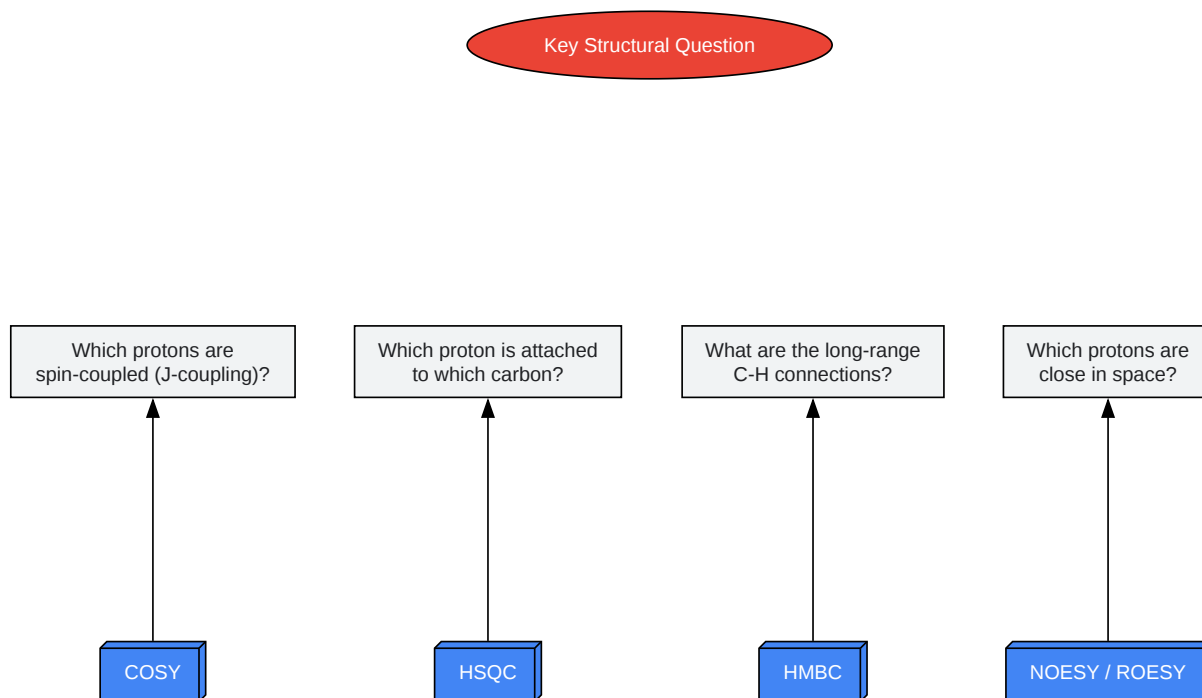 Key Structural Question
Which protons are
spin-coupled (J-coupling)?
Which proton is attached
to which carbon?
What are the long-range
C-H connections?
Which protons are
close in space?
COSY
HSQC
HMBC
NOESY / ROESY